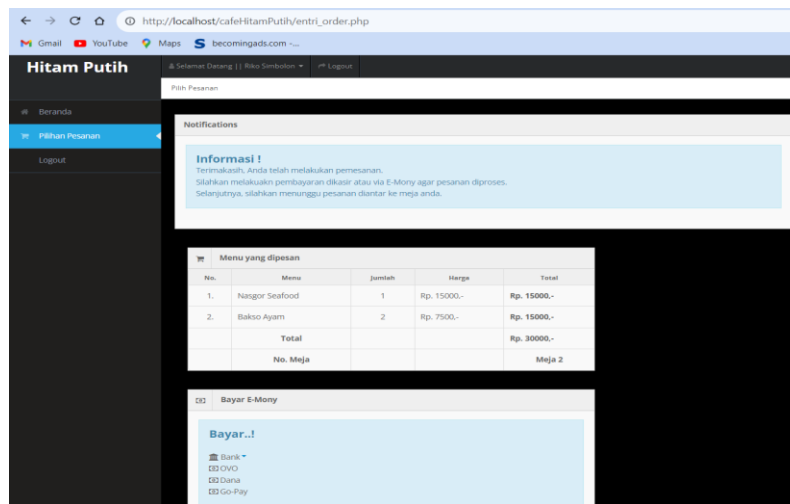 http://localhost/cafeHitamPutih/entri_order.php
Gmail YouTube Maps becomingads.com -...
Hitam Putih
Selamat Datang || Riko Simbolon Logout
Pilih Pesanan
Beranda
Pilihan Pesanan
Logout
Notifications
Informasi !
Terimakasih, Anda telah melakukan pemesanan.
Silahkan melakuakn pembayaran dikasir atau via E-Mony agar pesanan diproses.
Selanjutnya, silahkan menunggu pesanan diantar ke meja anda.
Menu yang dipesan
No. Menu Jumlah Harga Total
1. Nasgor Seafood 1 Rp. 15000,- Rp. 15000,-
2. Bakso Ayam 2 Rp. 7500,- Rp. 15000,-
Total Rp. 30000,-
No. Meja Meja 2
Bayar E-Mony
Bayar..!
Bank
OVO
Dana
Go-Pay